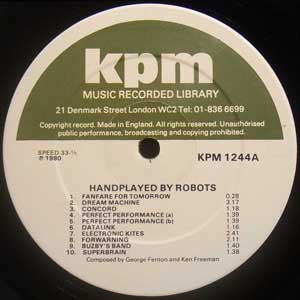 kpm
MUSIC RECORDED LIBRARY
21 Denmark Street London WC2 Tel: 01-836 6699
Copyright record. Made in England. All rights reserved. Unauthorised
public performance, broadcasting and copying prohibited.
SPEED 33-⅓
℗ 1980
KPM 1244A
HANDPLAYED BY ROBOTS
1. FANFARE FOR TOMORROW 0.28
2. DREAM MACHINE 3.17
3. CONCORD 1.18
4. PERFECT PERFORMANCE (a) 1.39
5. PERFECT PERFORMANCE (b) 1.39
6. DATALINK 1.16
7. ELECTRONIC KITES 2.41
8. FORWARNING 2.11
9. BUZBY'S BAND 1.40
10. SUPERBRAIN 1.38
Composed by George Fenton and Ken Freeman